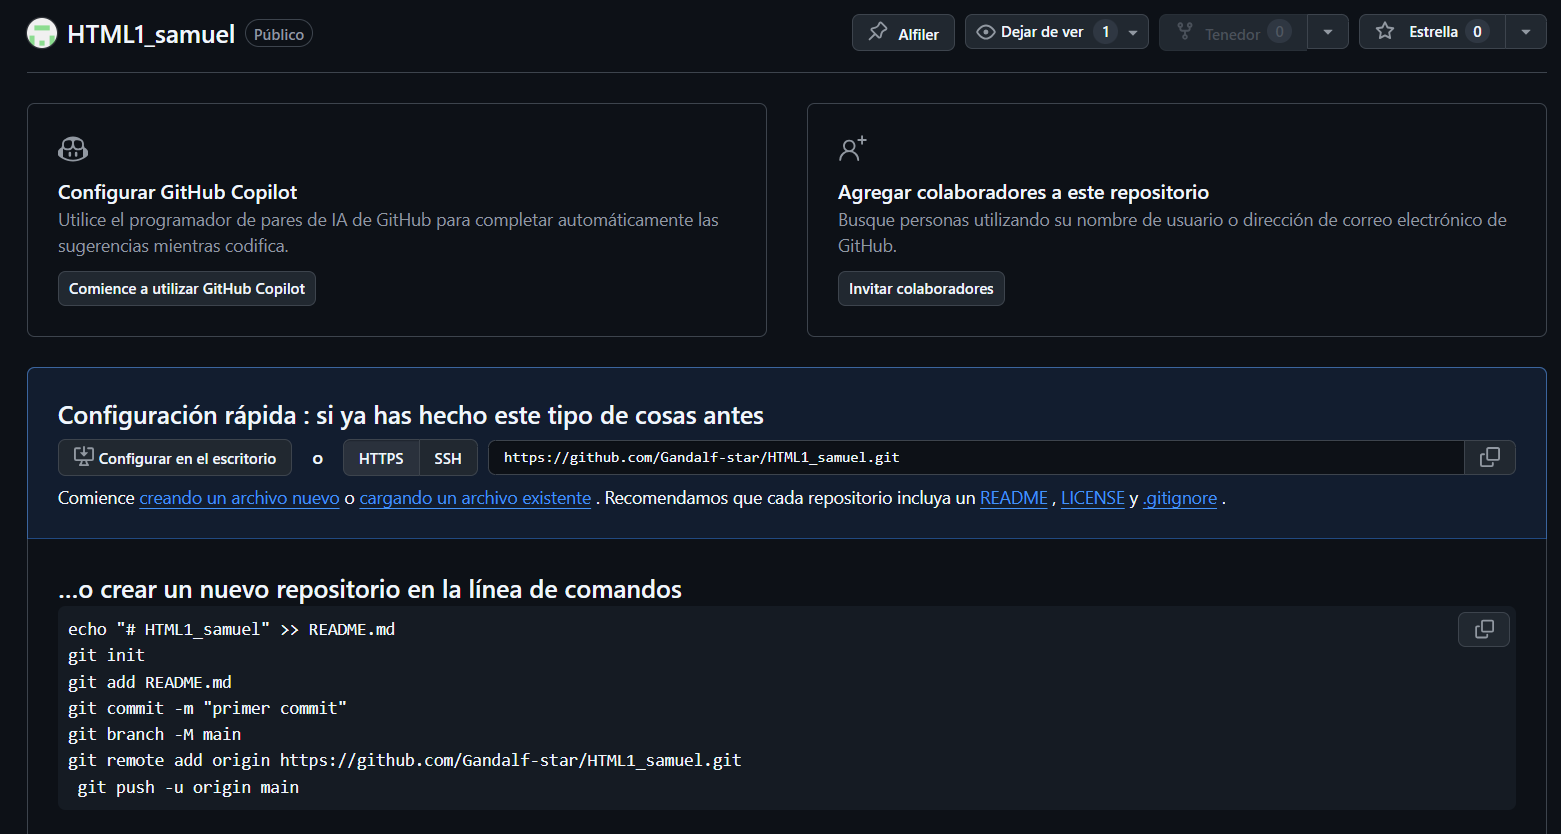 HTML1_samuel Público
Alfiler Dejar de ver 1 Tenedor 0 Estrella 0
Configurar GitHub Copilot
Utilice el programador de pares de IA de GitHub para completar automáticamente las
sugerencias mientras codifica.
Comience a utilizar GitHub Copilot
Agregar colaboradores a este repositorio
Busque personas utilizando su nombre de usuario o dirección de correo electrónico de
GitHub.
Invitar colaboradores
Configuración rápida : si ya has hecho este tipo de cosas antes
Configurar en el escritorio o HTTPS SSH https://github.com/Gandalf-star/HTML1_samuel.git
Comience creando un archivo nuevo o cargando un archivo existente . Recomendamos que cada repositorio incluya un README , LICENSE y .gitignore .
...o crear un nuevo repositorio en la línea de comandos
echo "# HTML1_samuel" >> README.md
git init
git add README.md
git commit -m "primer commit"
git branch -M main
git remote add origin https://github.com/Gandalf-star/HTML1_samuel.git
git push -u origin main